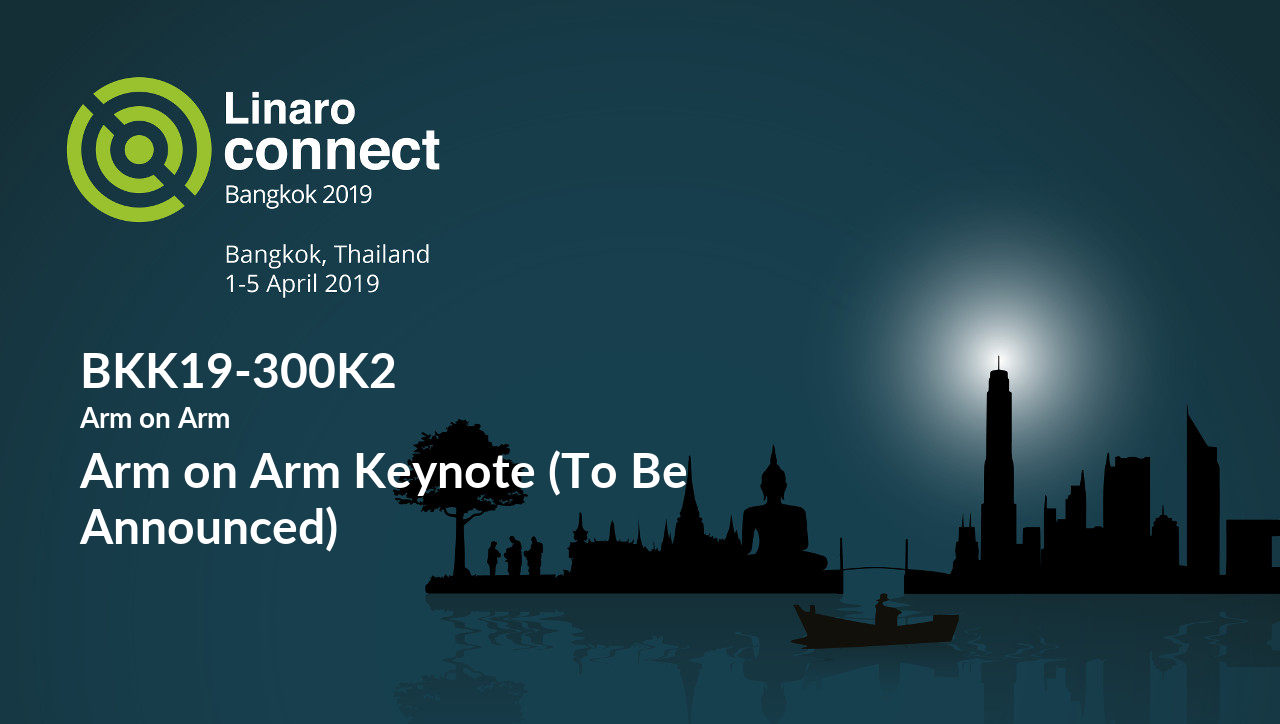 Linaro
connect
Bangkok 2019
Bangkok, Thailand
1-5 April 2019
BKK19-300K2
Arm on Arm
Arm on Arm Keynote (To Be
Announced)